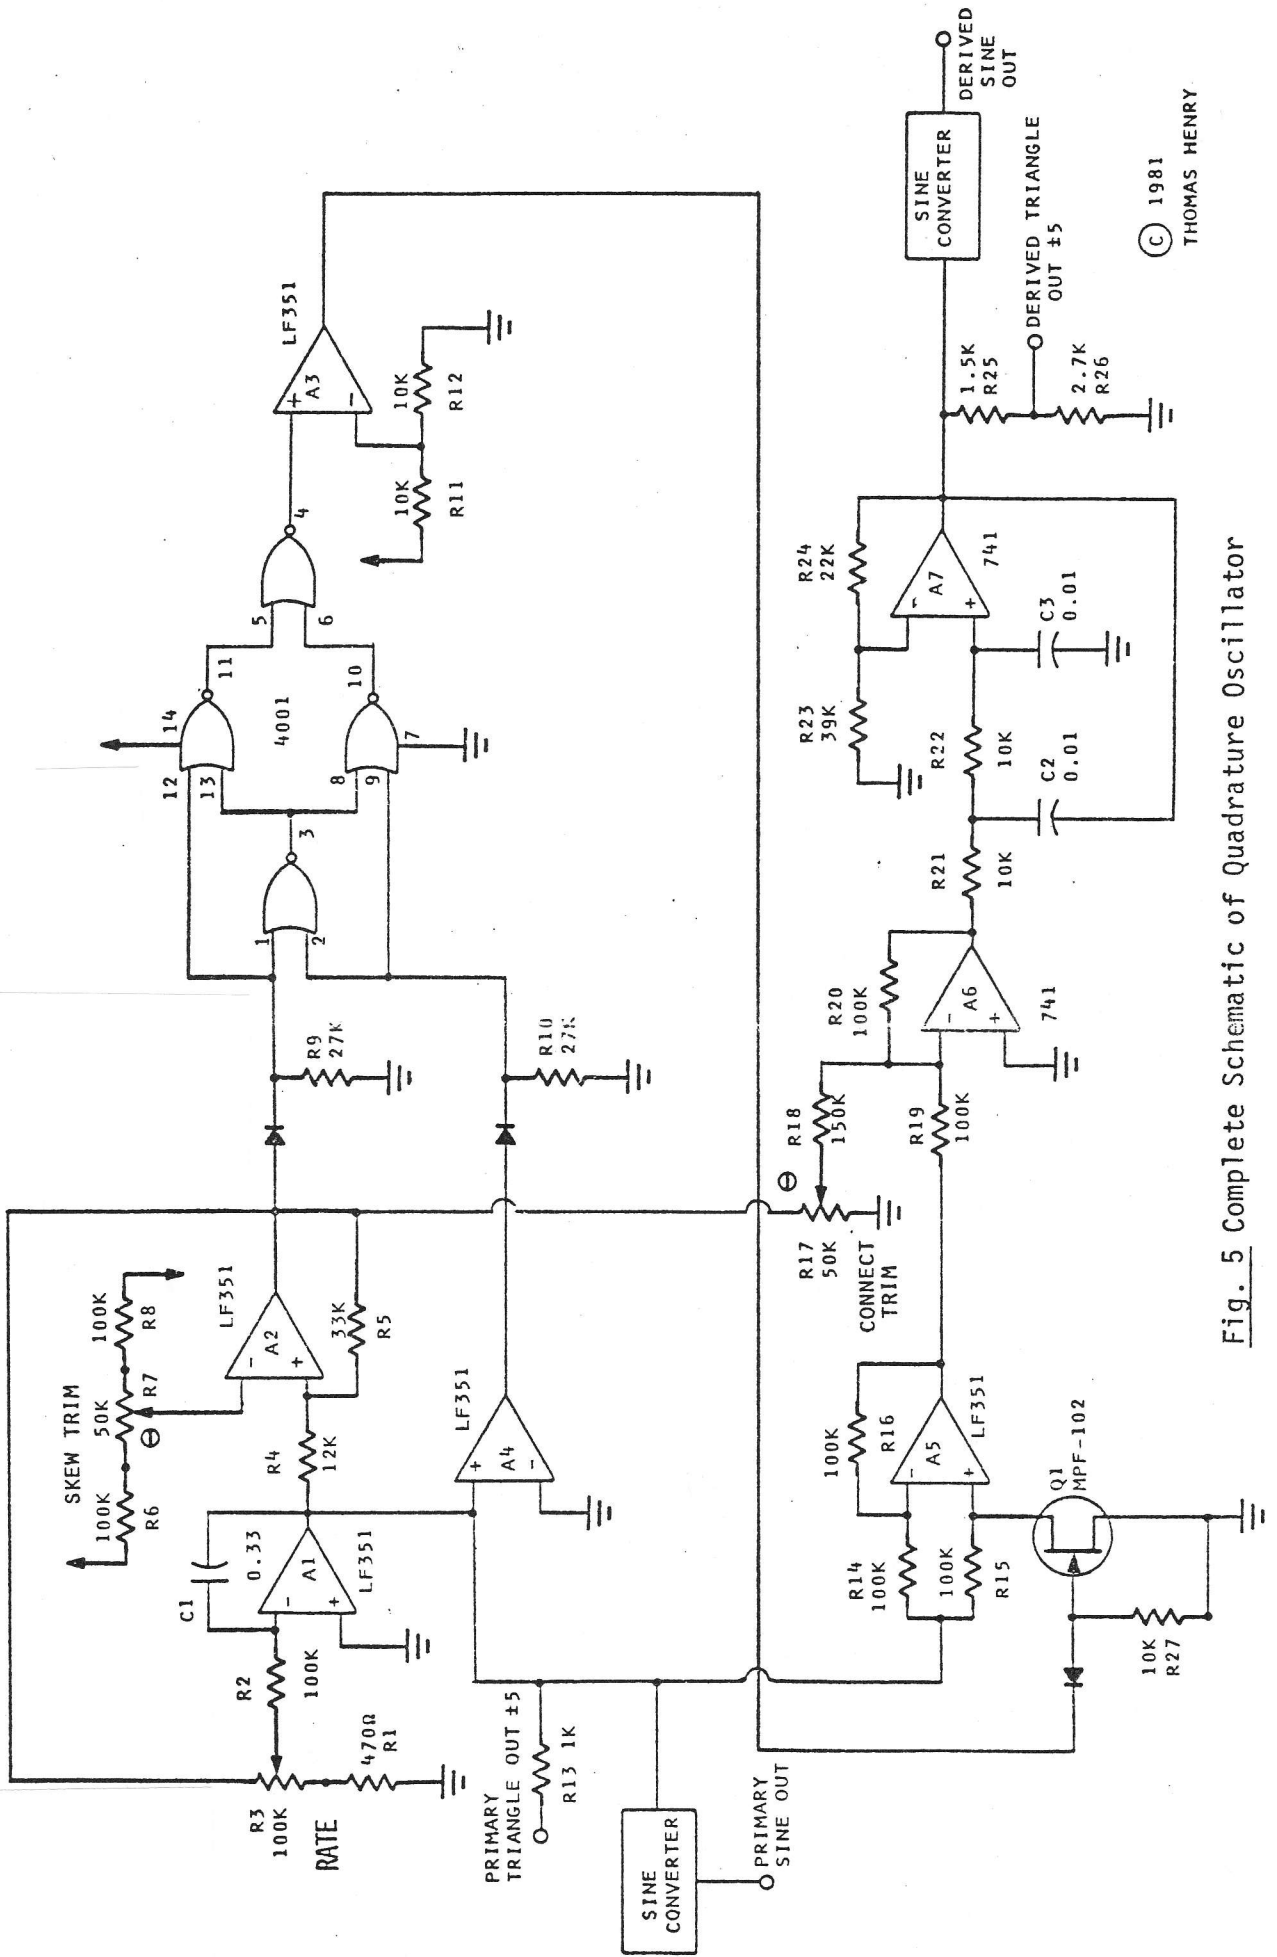 SKEW TRIM
100K
R6
50K
R7
100K
R8
C1
0.33
R2
100K
A1
-
+
LF351
R3
100K
RATE
470Ω
R1
R4
12K
A2
-
+
LF351
33K
R5
R9
27K
R10
27K
LF351
A4
+
-
1
2
3
12
13
14
11
4001
8
9
10
7
5
6
4
LF351
A3
+
-
10K
R11
10K
R12
PRIMARY
TRIANGLE OUT ±5
R13 1K
SINE
CONVERTER
PRIMARY
SINE OUT
R14
100K
100K
R15
100K
R16
A5
-
+
LF351
Q1
MPF-102
10K
R27
R17
50K
CONNECT
TRIM
R18
150K
R19
100K
R20
100K
A6
-
+
741
R21
10K
C2
0.01
R22
10K
R23
39K
R24
22K
A7
-
+
741
C3
0.01
1.5K
R25
2.7K
R26
DERIVED TRIANGLE
OUT ±5
SINE
CONVERTER
DERIVED
SINE
OUT
© 1981
THOMAS HENRY
Fig. 5 Complete Schematic of Quadrature Oscillator